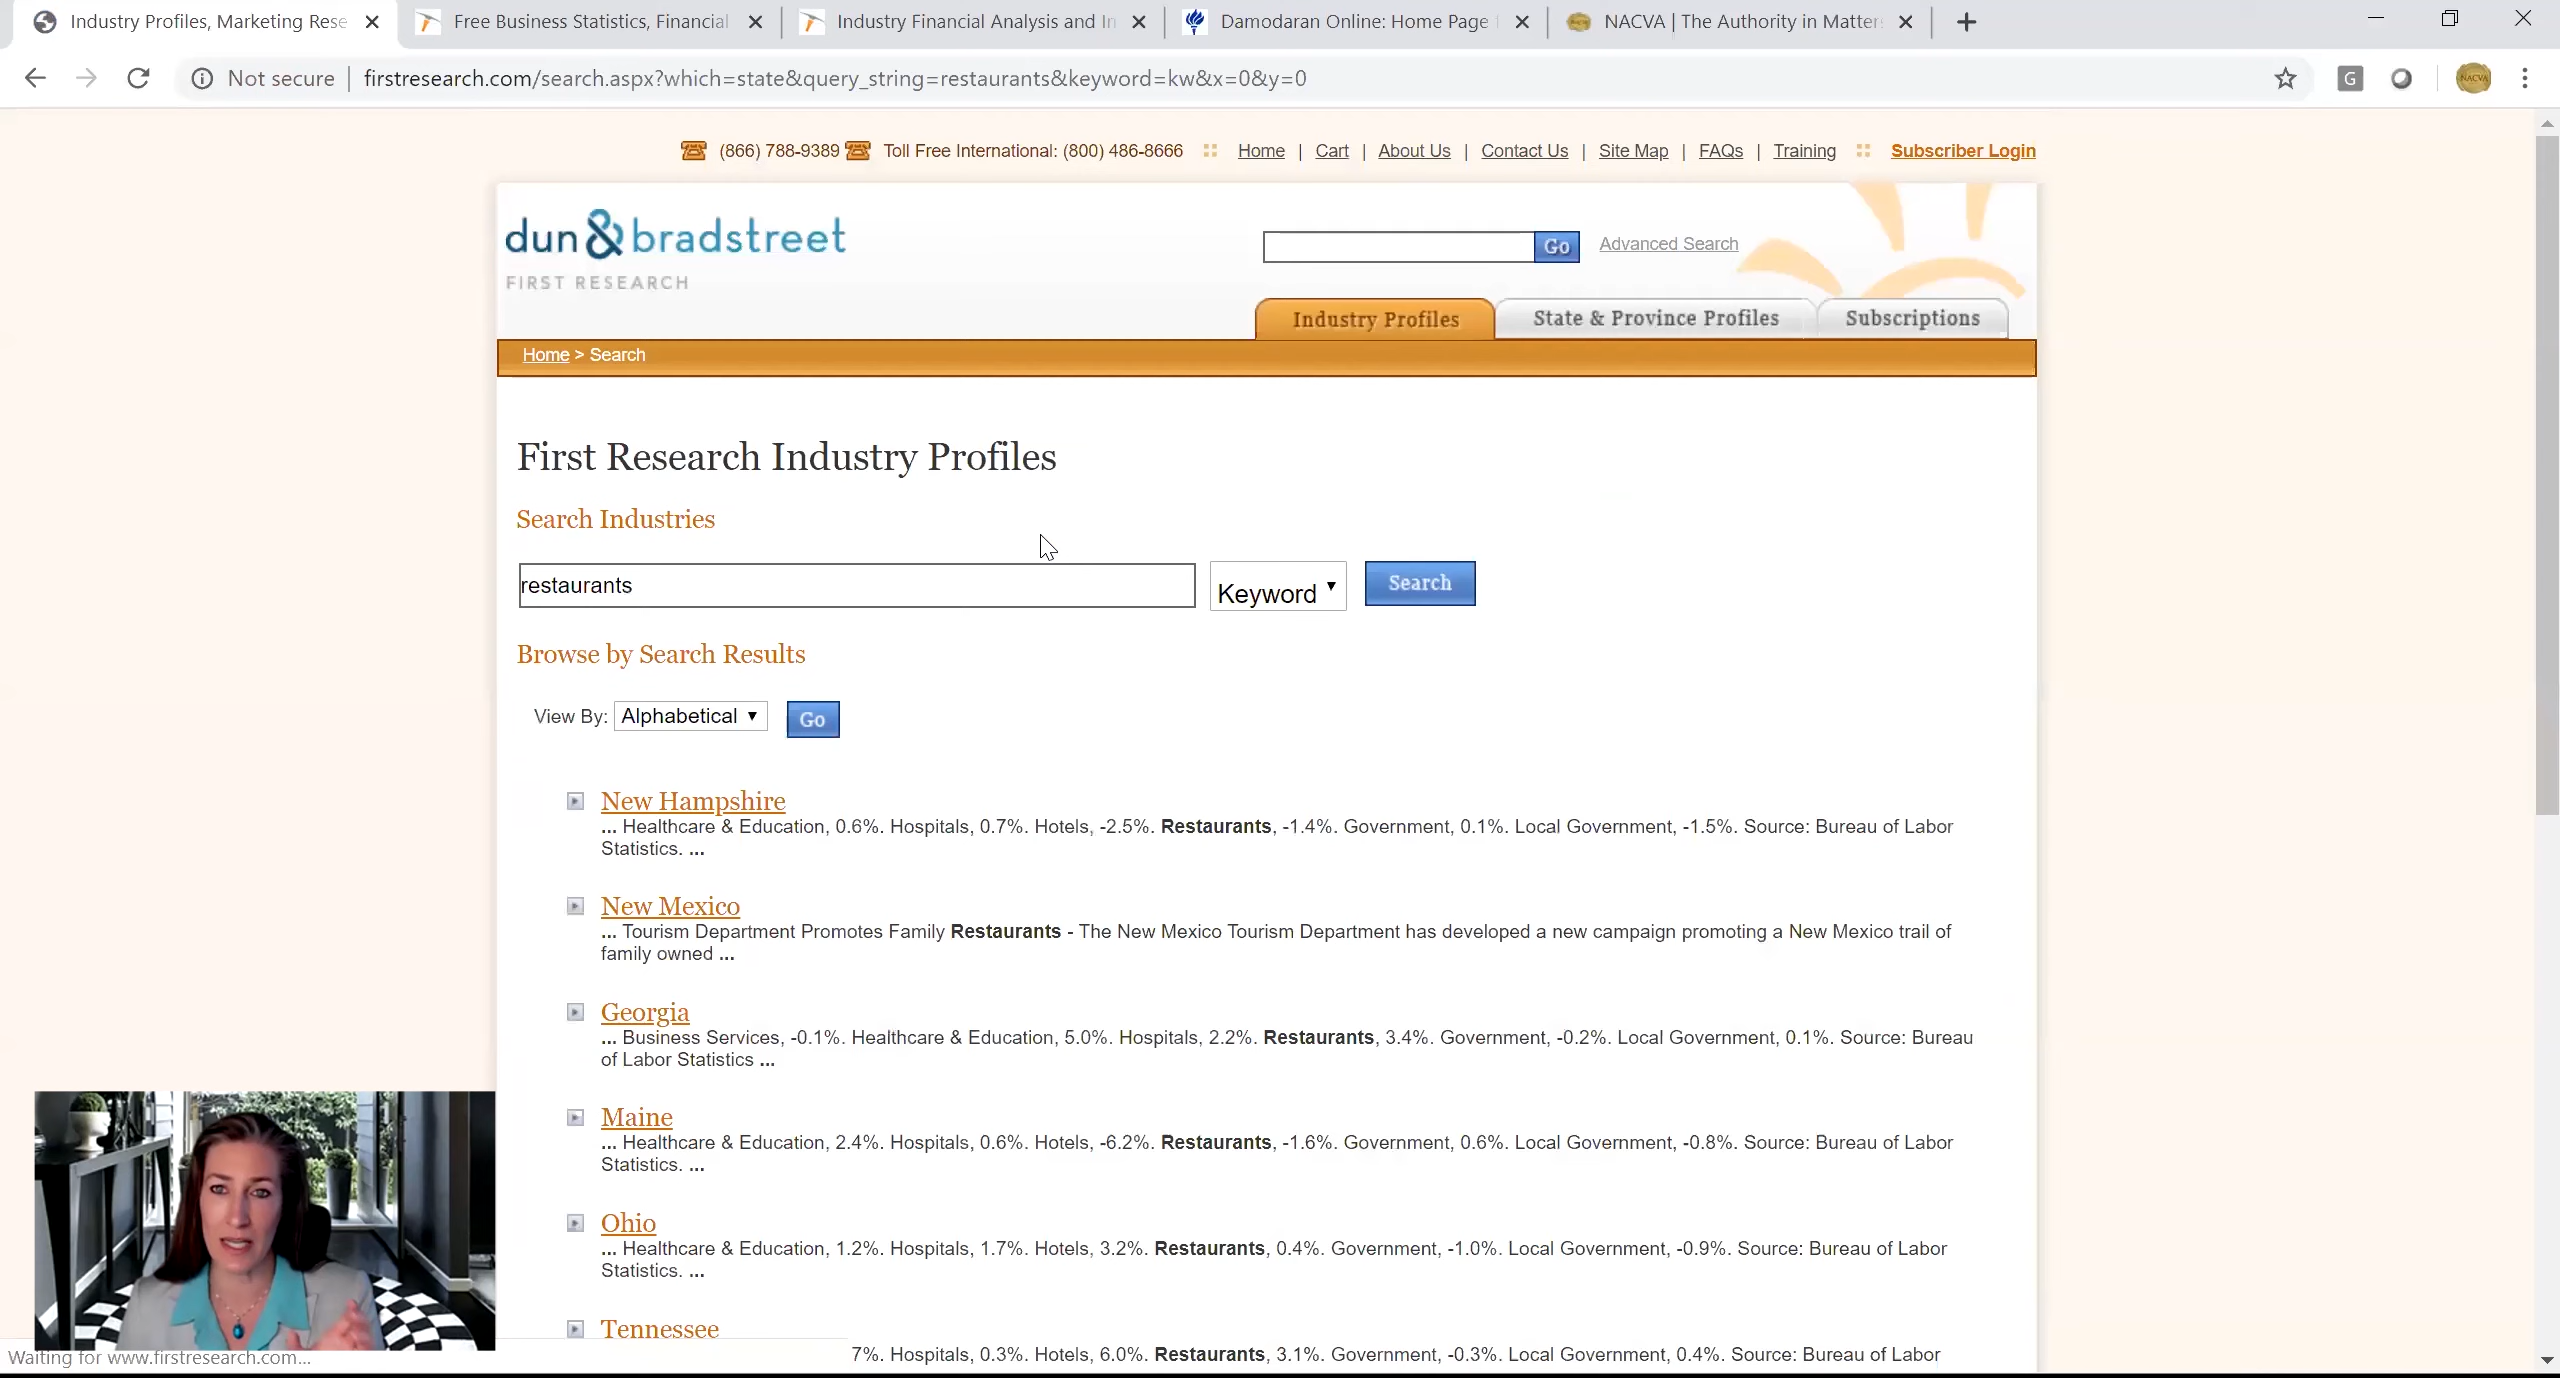 Industry Profiles, Marketing Rese
Free Business Statistics, Financial
Industry Financial Analysis and In
Damodaran Online: Home Page
NACVA | The Authority in Matter
Not secure | firstresearch.com/search.aspx?which=state&query_string=restaurants&keyword=kw&x=0&y=0
G
NACVA
(866) 788-9389 Toll Free International: (800) 486-8666 Home | Cart | About Us | Contact Us | Site Map | FAQs | Training Subscriber Login
dun&bradstreet
FIRST RESEARCH
Go Advanced Search
Industry Profiles State & Province Profiles Subscriptions
Home > Search
First Research Industry Profiles
Search Industries
restaurants Keyword Search
Browse by Search Results
View By: Alphabetical Go
New Hampshire
... Healthcare & Education, 0.6%. Hospitals, 0.7%. Hotels, -2.5%. Restaurants, -1.4%. Government, 0.1%. Local Government, -1.5%. Source: Bureau of Labor
Statistics. ...
New Mexico
... Tourism Department Promotes Family Restaurants - The New Mexico Tourism Department has developed a new campaign promoting a New Mexico trail of
family owned ...
Georgia
... Business Services, -0.1%. Healthcare & Education, 5.0%. Hospitals, 2.2%. Restaurants, 3.4%. Government, -0.2%. Local Government, 0.1%. Source: Bureau
of Labor Statistics ...
Maine
... Healthcare & Education, 2.4%. Hospitals, 0.6%. Hotels, -6.2%. Restaurants, -1.6%. Government, 0.6%. Local Government, -0.8%. Source: Bureau of Labor
Statistics. ...
Ohio
... Healthcare & Education, 1.2%. Hospitals, 1.7%. Hotels, 3.2%. Restaurants, 0.4%. Government, -1.0%. Local Government, -0.9%. Source: Bureau of Labor
Statistics. ...
Tennessee
7%. Hospitals, 0.3%. Hotels, 6.0%. Restaurants, 3.1%. Government, -0.3%. Local Government, 0.4%. Source: Bureau of Labor
Waiting for www.firstresearch.com...